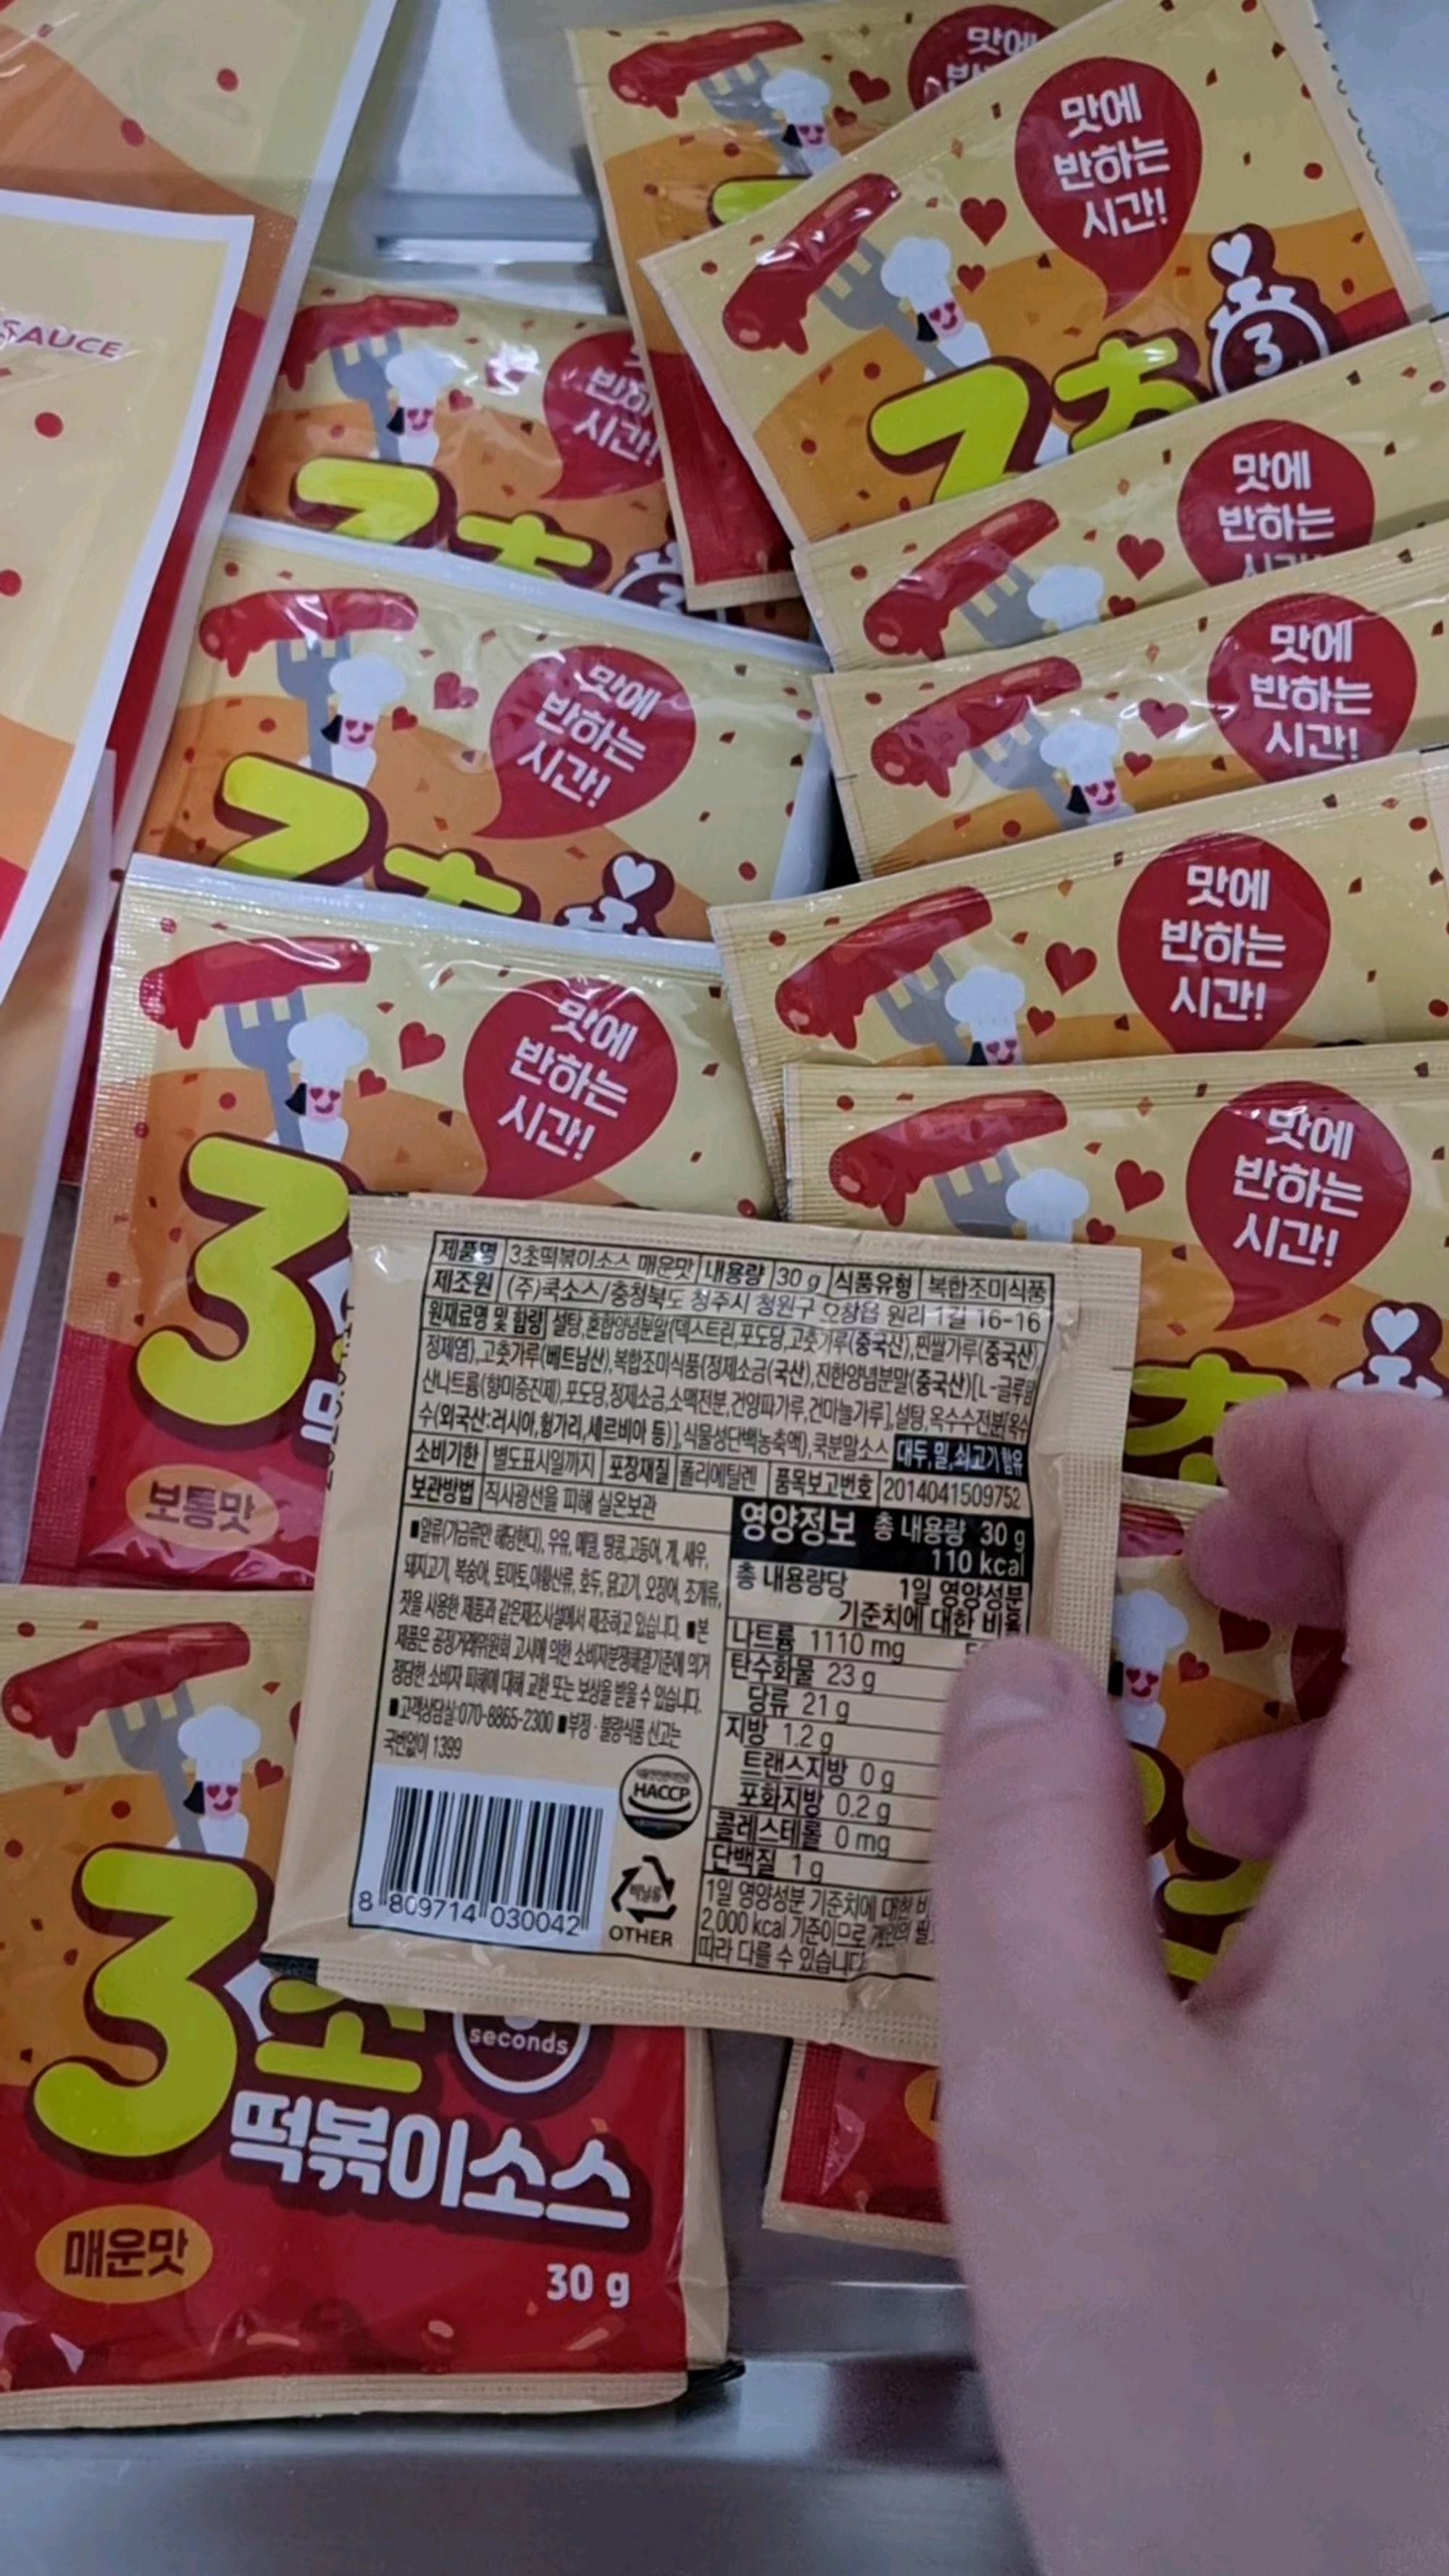 SAUCE
맛에
맛에
반하는
시간!
3
반하
시간!
3초
맛에
반하는
맛에
반하는
시간!
맛에
반하는
시간!
맛에
반하는
시간!
맛에
반하는
시간!
맛에
반하는
시간!
3
보통맛
제품명 3초떡볶이소스 매운맛 내용량 30 g 식품유형 복합조미식품
제조원 (주)쿡소스/충청북도 청주시 청원구 오창읍 원리1길 16-16
원재료명 및 함량 설탕,혼합양념분말{덱스트린,포도당,고춧가루(중국산),찐쌀가루(중국산)
정제염},고춧가루(베트남산),복합조미식품{정제소금(국산),진한양념분말(중국산)[L-글루탐
산나트륨(향미증진제),포도당,정제소금,소맥전분,건양파가루,건마늘가루],설탕,옥수수전분[옥수
수(외국산:러시아,헝가리,세르비아 등)],식물성단백농축액},쿡분말소스 대두,밀,쇠고기 함유
소비기한 별도표시일까지 포장재질 폴리에틸렌 품목보고번호 2014041509752
보관방법 직사광선을 피해 실온보관
■알류(가금류만 해당한다), 우유, 메밀, 땅콩,고등어, 게, 새우,
돼지고기, 복숭아, 토마토,아황산류, 호두, 닭고기, 오징어, 조개류,
잣을 사용한 제품과 같은제조시설에서 제조하고 있습니다. ■본
제품은 공정거래위원회 고시에 의한 소비자분쟁해결기준에 의거
정당한 소비자 피해에 대해 교환 또는 보상을 받을 수 있습니다.
■고객상담실:070-8865-2300 ■부정·불량식품 신고는
국번없이 1399
영양정보 총 내용량 30 g
110 kcal
총 내용량당 1일 영양성분
기준치에 대한 비율
나트륨 1110 mg
탄수화물 23 g
당류 21 g
지방 1.2 g
트랜스지방 0 g
포화지방 0.2 g
콜레스테롤 0 mg
단백질 1 g
1일 영양성분 기준치에 대한 비
2,000 kcal 기준이므로 개인의 필
따라 다를 수 있습니다
HACCP
비닐류
OTHER
8 809714 030042
3초
seconds
떡볶이소스
매운맛
30 g